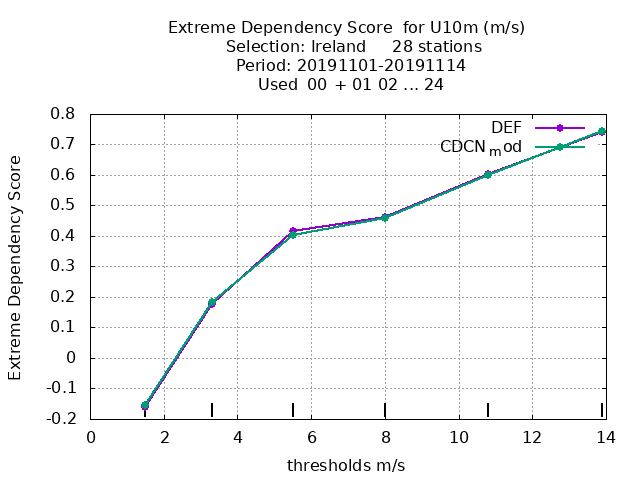 Extreme Dependency Score  for U10m (m/s)
Selection: Ireland     28 stations
Period: 20191101-20191114
Used  00 + 01 02 ... 24
DEF
CDCN_mod
Extreme Dependency Score
0.8
0.7
0.6
0.5
0.4
0.3
0.2
0.1
0
-0.1
-0.2
0 2 4 6 8 10 12 14
thresholds m/s